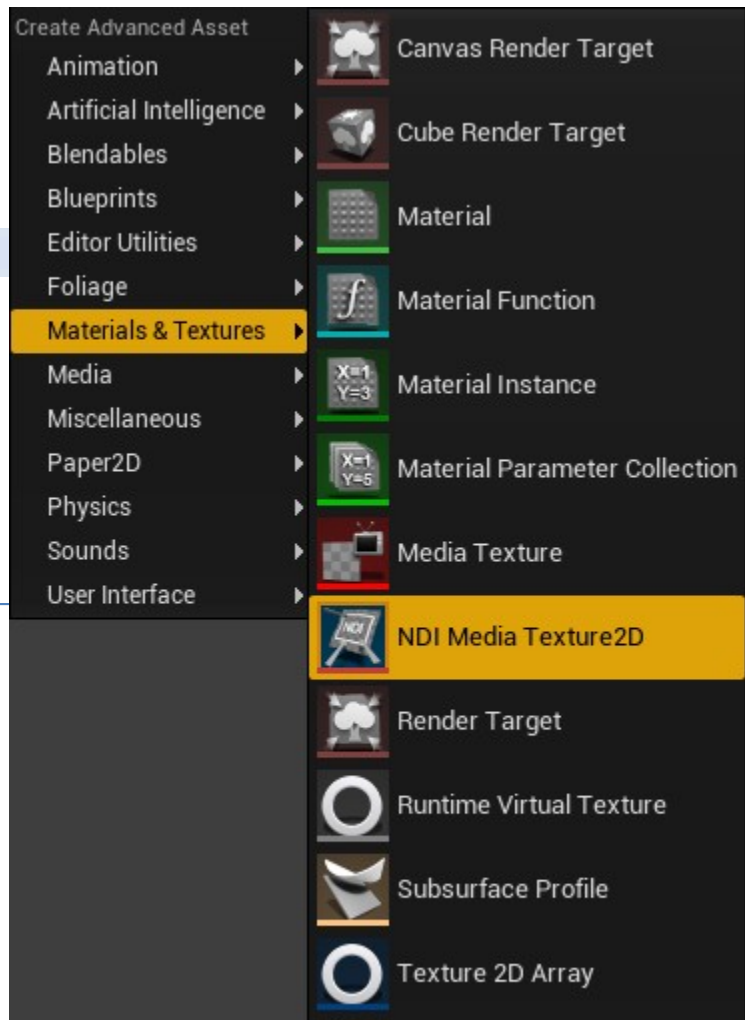 Create Advanced Asset
Animation
Artificial Intelligence
Blendables
Blueprints
Editor Utilities
Foliage
Materials & Textures
Media
Miscellaneous
Paper2D
Physics
Sounds
User Interface
Canvas Render Target
Cube Render Target
Material
f
Material Function
X=1
Y=3
Material Instance
X=1
Y=5
Material Parameter Collection
Media Texture
NDI
NDI Media Texture2D
Render Target
Runtime Virtual Texture
Subsurface Profile
Texture 2D Array